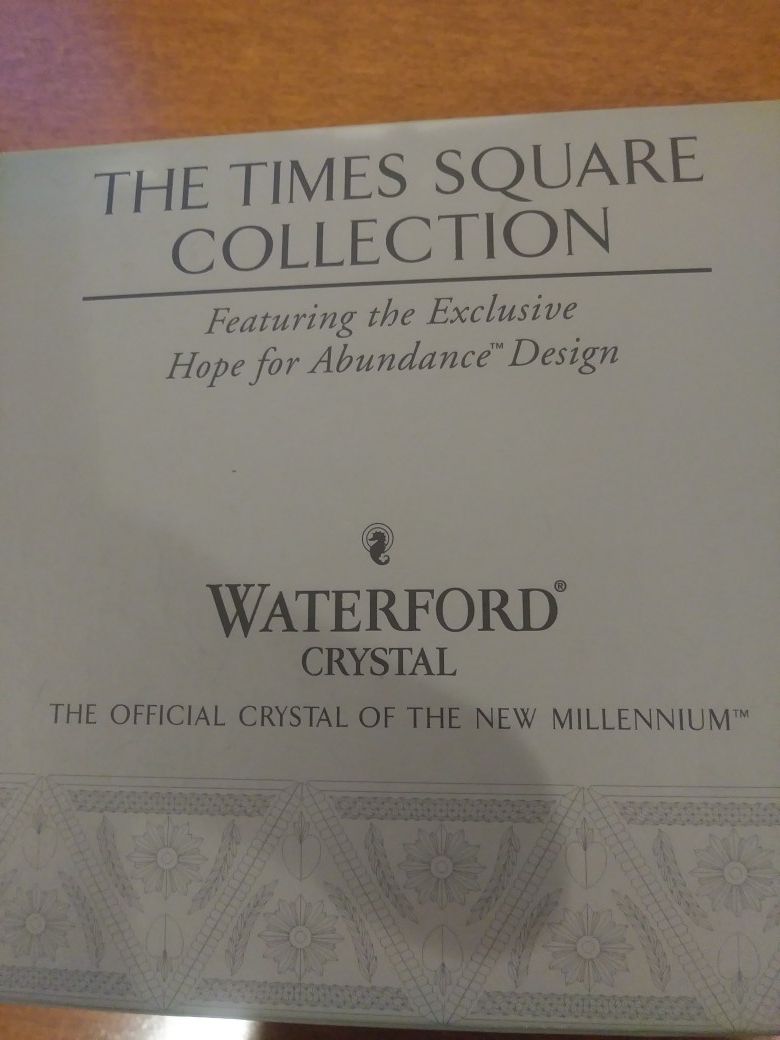 THE TIMES SQUARE
COLLECTION
Featuring the Exclusive
Hope for Abundance™ Design
WATERFORD®
CRYSTAL
THE OFFICIAL CRYSTAL OF THE NEW MILLENNIUM™